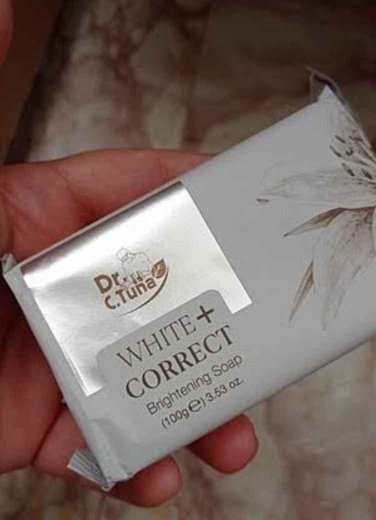 Dr.
C.Tuna
WHITE+
CORRECT
Brightening Soap
(100g℮) 3.53 oz.